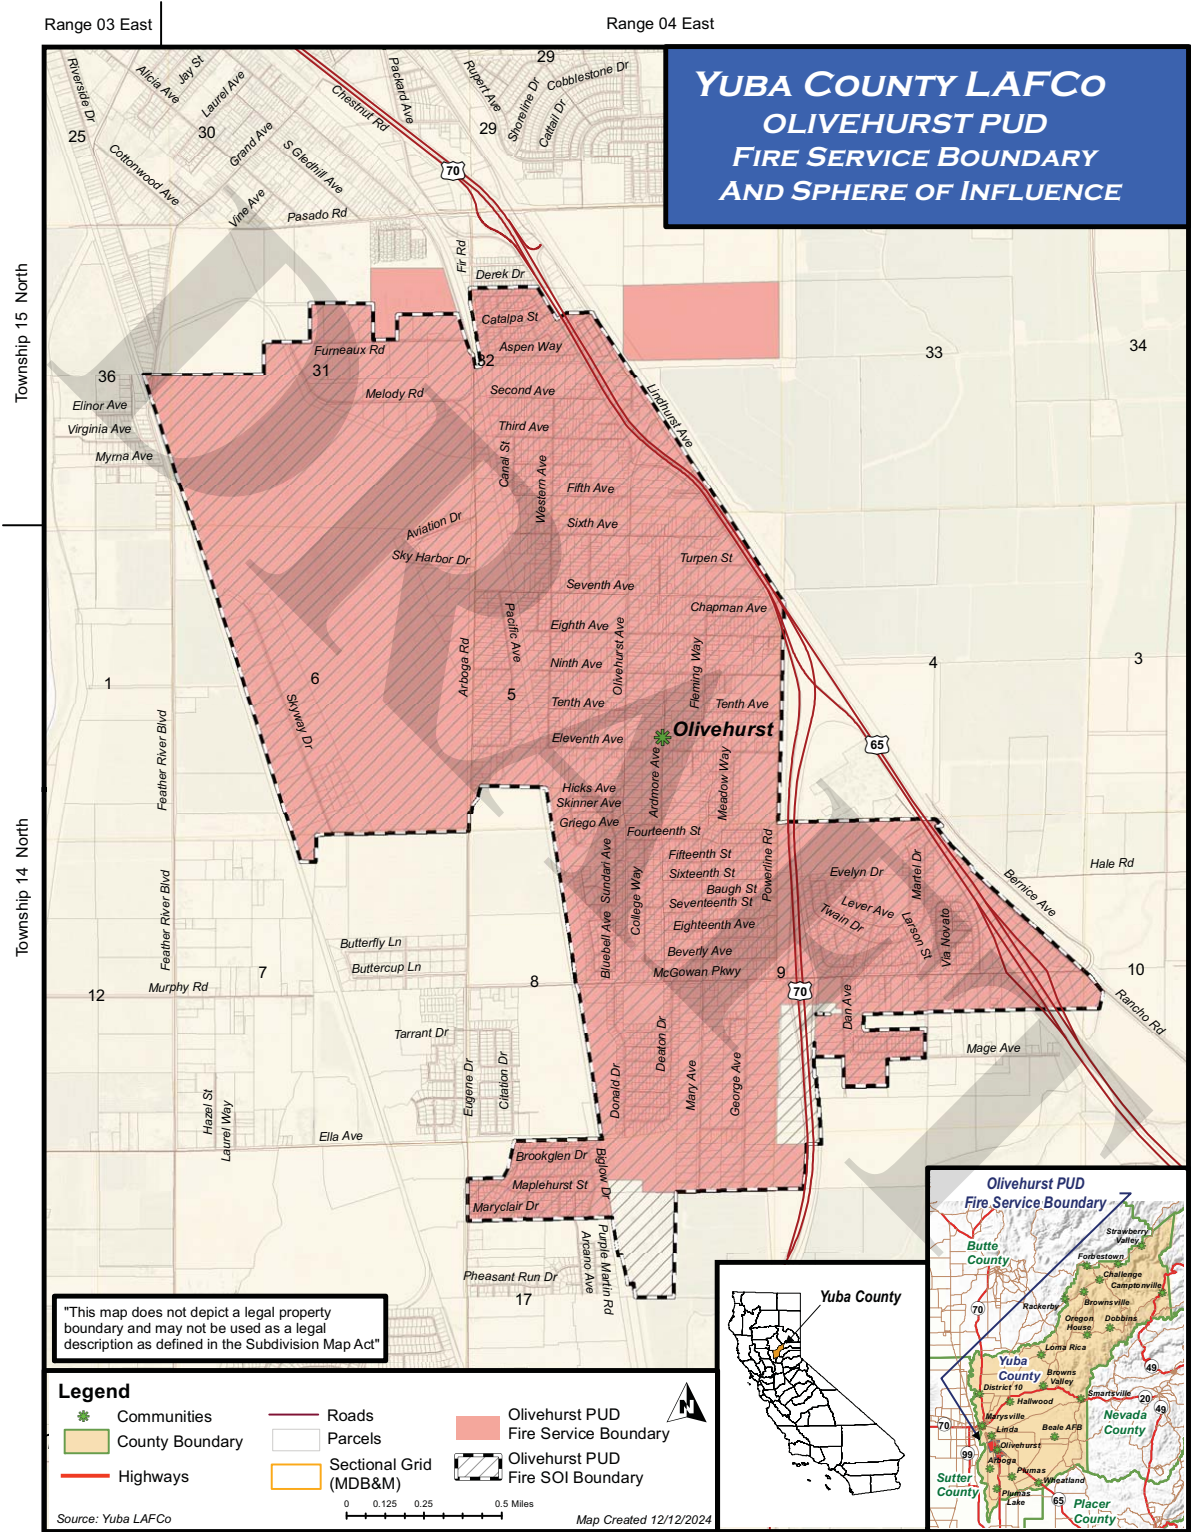 Range 03 East
Range 04 East
YUBA COUNTY LAFCO
OLIVEHURST PUD
FIRE SERVICE BOUNDARY
AND SPHERE OF INFLUENCE
Township 15 North
Township 14 North
DRAFT
Riverside Dr
Alicia Ave
Jay St
Laurel Ave
Chestnut Rd
Packard Ave
Rupert Ave
Shoreline Dr
Cobblestone Dr
Cattail Dr
29
29
25
30
Grand Ave
S Gledhill Ave
Cottonwood Ave
Vine Ave
Pasado Rd
70
Fir Rd
Derek Dr
Catalpa St
Aspen Way
Furneaux Rd
31
32
33
34
36
Elinor Ave
Virginia Ave
Myrna Ave
Melody Rd
Second Ave
Lindhurst Ave
Third Ave
Canal St
Western Ave
Fifth Ave
Sixth Ave
Aviation Dr
Sky Harbor Dr
Turpen St
Seventh Ave
Chapman Ave
Pacific Ave
Eighth Ave
Olivehurst Ave
Arboga Rd
Ninth Ave
Fleming Way
1
6
5
4
3
Tenth Ave
Tenth Ave
Skyway Dr
Eleventh Ave
Olivehurst
65
Feather River Blvd
Ardmore Ave
Meadow Way
Hicks Ave
Skinner Ave
Griego Ave
Fourteenth St
Fifteenth St
Sixteenth St
Baugh St
Seventeenth St
Eighteenth Ave
Beverly Ave
McGowan Pkwy
Powerline Rd
Sundari Ave
College Way
Bluebell Ave
Evelyn Dr
Martel Dr
Lever Ave
Twain Dr
Larson St
Via Novato
Bernice Ave
Hale Rd
Feather River Blvd
Butterfly Ln
Buttercup Ln
7
8
9
10
12
Murphy Rd
70
Dan Ave
Rancho Rd
Mage Ave
Tarrant Dr
Eugene Dr
Citation Dr
Deaton Dr
Donald Dr
Mary Ave
George Ave
Hazel St
Laurel Way
Ella Ave
Brookglen Dr
Biglow Dr
Maplehurst St
Maryclair Dr
Arcano Ave
Purple Martin Rd
Pheasant Run Dr
17
"This map does not depict a legal property
boundary and may not be used as a legal
description as defined in the Subdivision Map Act"
Legend
Communities
County Boundary
Highways
Roads
Parcels
Sectional Grid
(MDB&M)
Olivehurst PUD
Fire Service Boundary
Olivehurst PUD
Fire SOI Boundary
N
0 0.125 0.25 0.5 Miles
Source: Yuba LAFCo
Map Created 12/12/2024
Yuba County
Olivehurst PUD
Fire Service Boundary
Strawberry
Valley
Butte
County
Forbestown
Challenge
Camptonville
70
Rackerby
Brownsville
Oregon
House
Dobbins
Loma Rica
Yuba
County
49
Browns
Valley
District 10
Smartsville
20
Hallwood
49
Marysville
70
Linda
Beale AFB
Nevada
County
Olivehurst
99
Arboga
Plumas
Wheatland
Sutter
County
Plumas
Lake
65
Placer
County